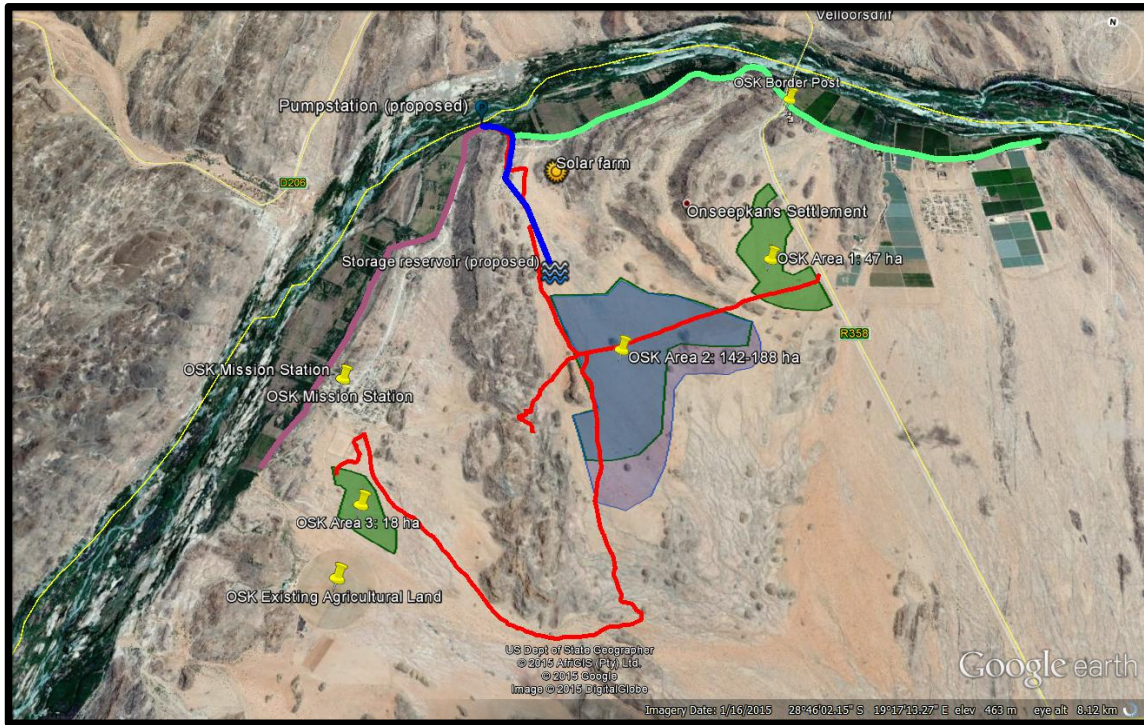 Velloorsdrif
N
OSK Border Post
Pumpstation (proposed)
Solar farm
D206
Onseepkans Settlement
Storage reservoir (proposed)
OSK Area 1: 47 ha
R358
OSK Area 2: 142-188 ha
OSK Mission Station
OSK Mission Station
OSK Area 3: 18 ha
OSK Existing Agricultural Land
US Dept of State Geographer
© 2015 AfriGIS (Pty) Ltd.
© 2015 Google
Image © 2015 DigitalGlobe
Google earth
Imagery Date: 1/16/2015 28°46'02.15" S 19°17'13.27" E elev 463 m eye alt 8.12 km